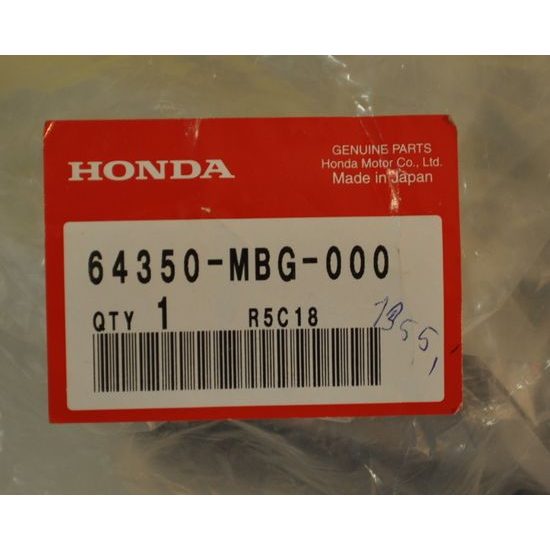 HONDA
GENUINE PARTS
Honda Motor Co., Ltd.
Made in Japan
64350-MBG-000
QTY 1 R5C18